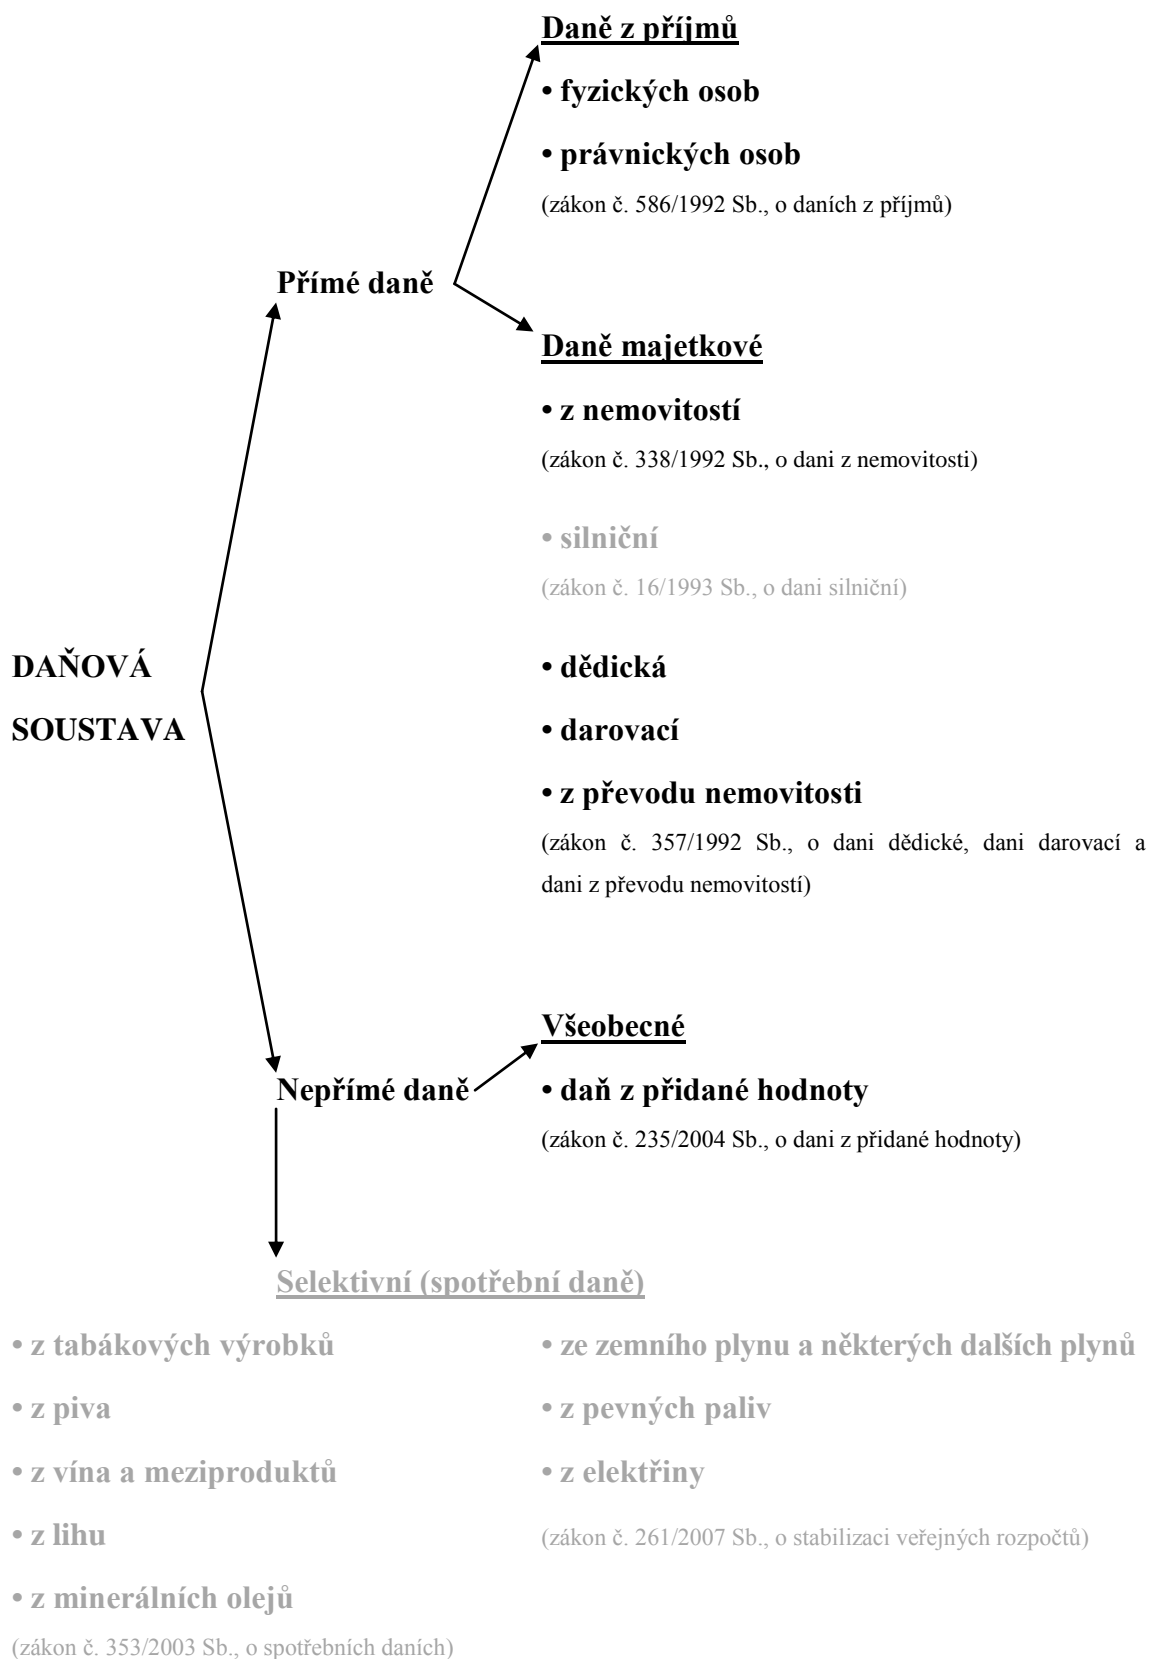 Daně z příjmů
• fyzických osob
• právnických osob
(zákon č. 586/1992 Sb., o daních z příjmů)
Přímé daně
Daně majetkové
• z nemovitostí
(zákon č. 338/1992 Sb., o dani z nemovitosti)
• silniční
(zákon č. 16/1993 Sb., o dani silniční)
DAŇOVÁ
SOUSTAVA
• dědická
• darovací
• z převodu nemovitosti
(zákon č. 357/1992 Sb., o dani dědické, dani darovací a
dani z převodu nemovitostí)
Všeobecné
Nepřímé daně
• daň z přidané hodnoty
(zákon č. 235/2004 Sb., o dani z přidané hodnoty)
Selektivní (spotřební daně)
• z tabákových výrobků
• z piva
• z vína a meziproduktů
• z lihu
• z minerálních olejů
(zákon č. 353/2003 Sb., o spotřebních daních)
• ze zemního plynu a některých dalších plynů
• z pevných paliv
• z elektřiny
(zákon č. 261/2007 Sb., o stabilizaci veřejných rozpočtů)